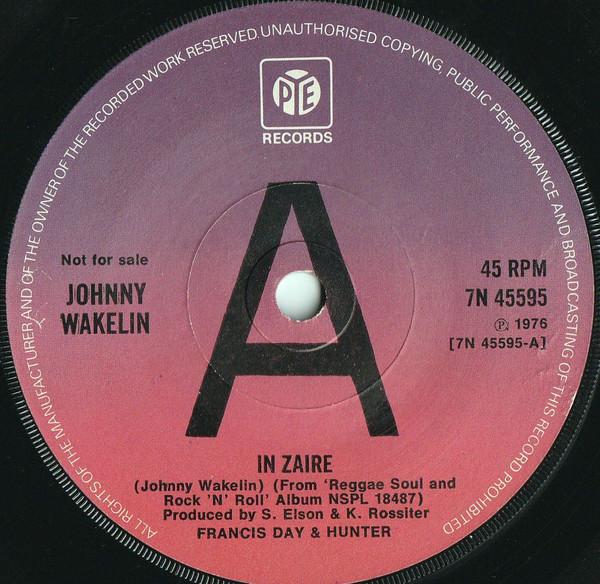 ALL RIGHTS OF THE MANUFACTURER AND OF THE OWNER OF THE RECORDED WORK RESERVED. UNAUTHORISED COPYING, PUBLIC PERFORMANCE AND BROADCASTING OF THIS RECORD PROHIBITED
PYE
RECORDS
A
Not for sale
JOHNNY
WAKELIN
45 RPM
7N 45595
Ⓟ 1976
[7N 45595-A]
IN ZAIRE
(Johnny Wakelin) (From 'Reggae Soul and
Rock 'N' Roll' Album NSPL 18487)
Produced by S. Elson & K. Rossiter
FRANCIS DAY & HUNTER